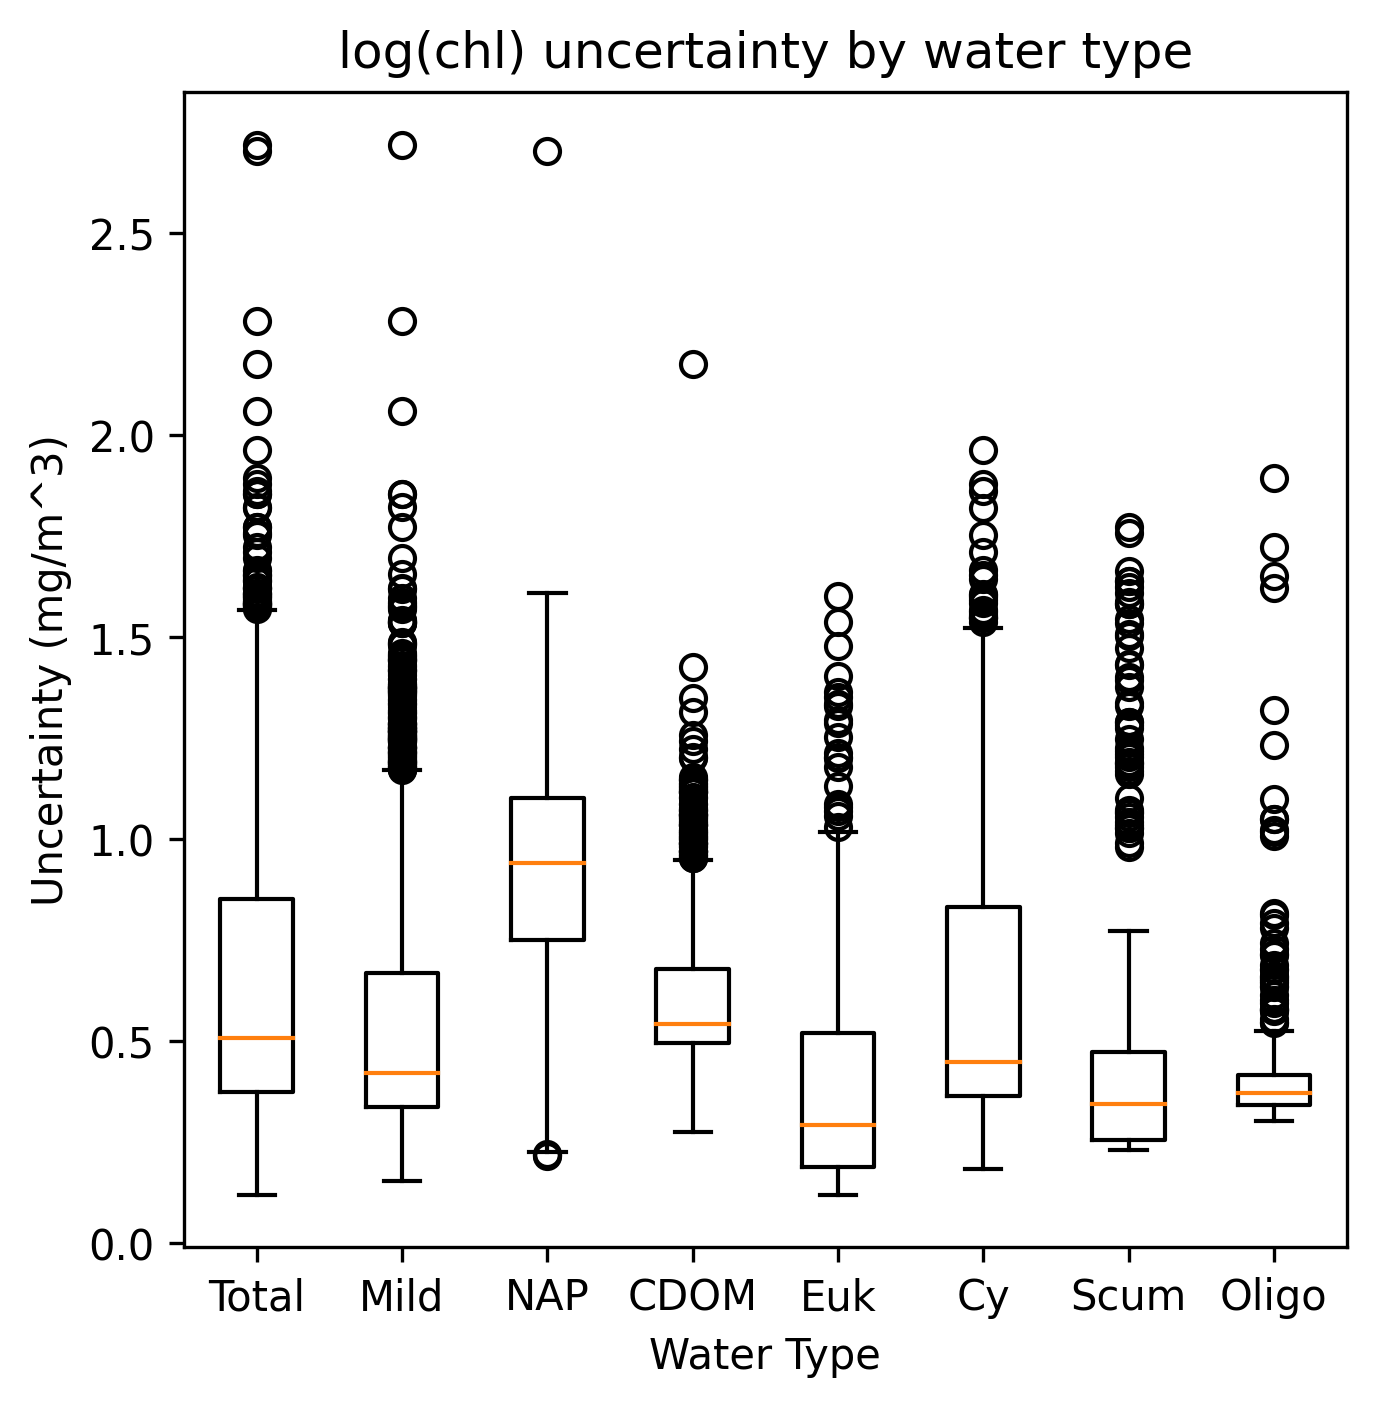 log(chl) uncertainty by water type
Uncertainty (mg/m^3)
2.5
2.0
1.5
1.0
0.5
0.0
Total Mild NAP CDOM Euk Cy Scum Oligo
Water Type